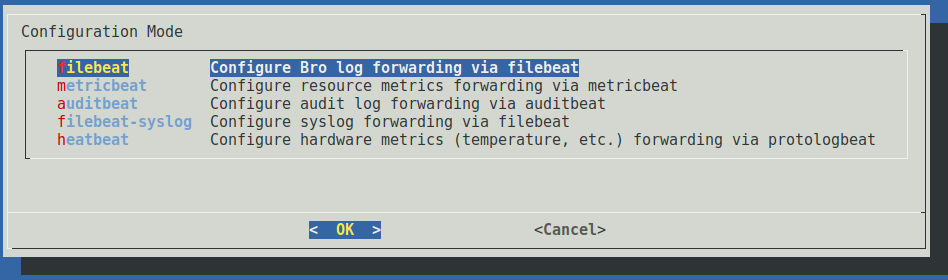 Configuration Mode
filebeat Configure Bro log forwarding via filebeat
metricbeat Configure resource metrics forwarding via metricbeat
auditbeat Configure audit log forwarding via auditbeat
filebeat-syslog Configure syslog forwarding via filebeat
heatbeat Configure hardware metrics (temperature, etc.) forwarding via protologbeat
< OK > <Cancel>